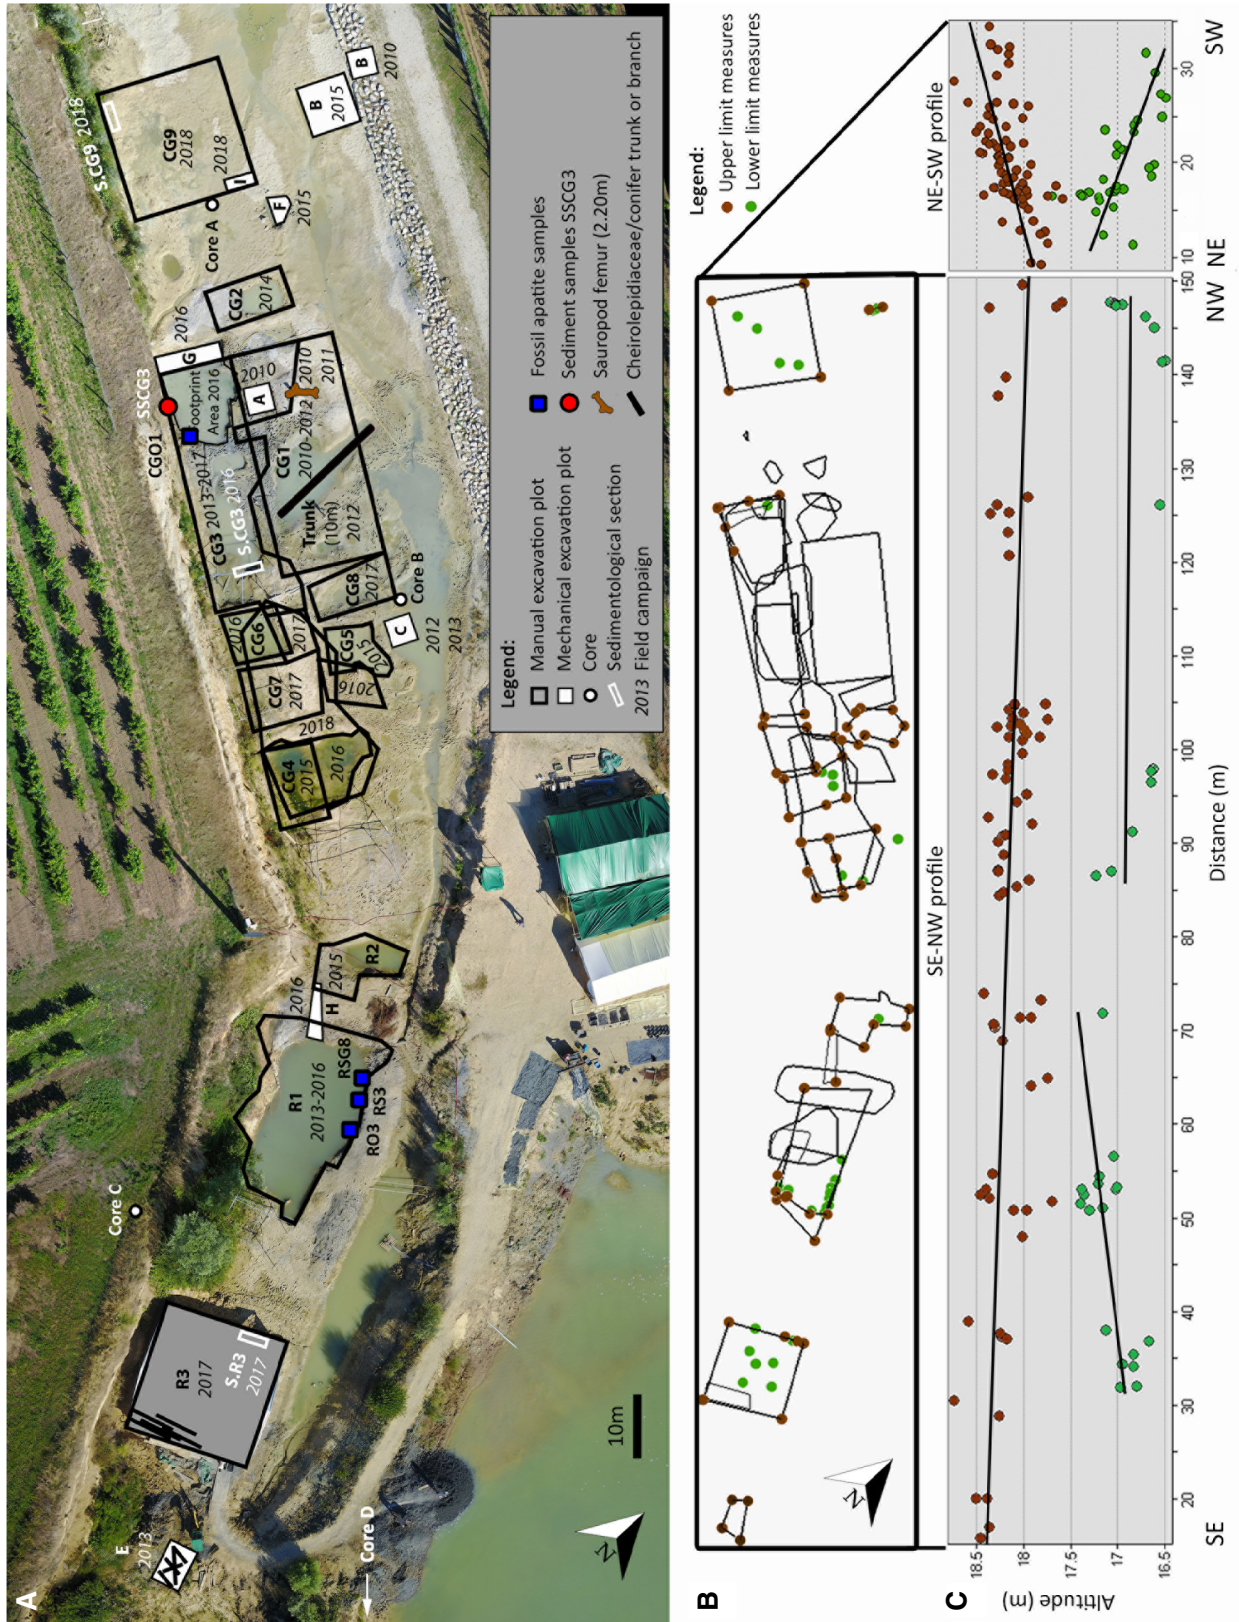 A
E
2013
R3
2017
S.R3
2017
Core C
Core D
10m
N
R1
2013-2016
RO3
RS3
RSG8
H
2016
2015
R2
CG4
2015
2016
2018
CG7
2017
2016
CG6
2017
CG5
2015
2016
C
2012
2013
Core B
CG8
2017
CG3 2013-2017
S.CG3 2016
Trunk
(10m)
2012
CG1
2010-2012
CGO1
SSCG3
Footprint
Area 2016
G
2016
A
2010
2010
2011
CG2
2014
Core A
F
2015
I
2018
CG9
2018
S.CG9 2018
B
2015
B
2010
Legend:
Manual excavation plot
Mechanical excavation plot
Core
Sedimentological section
2013 Field campaign
Fossil apatite samples
Sediment samples SSCG3
Sauropod femur (2.20m)
Cheirolepidiaceae/conifer trunk or branch
B
N
Legend:
Upper limit measures
Lower limit measures
C
SE-NW profile
NE-SW profile
Altitude (m)
18.5
18
17.5
17
16.5
20
30
40
50
60
70
80
90
100
110
120
130
140
150
10
20
30
SE
Distance (m)
NW
NE
SW